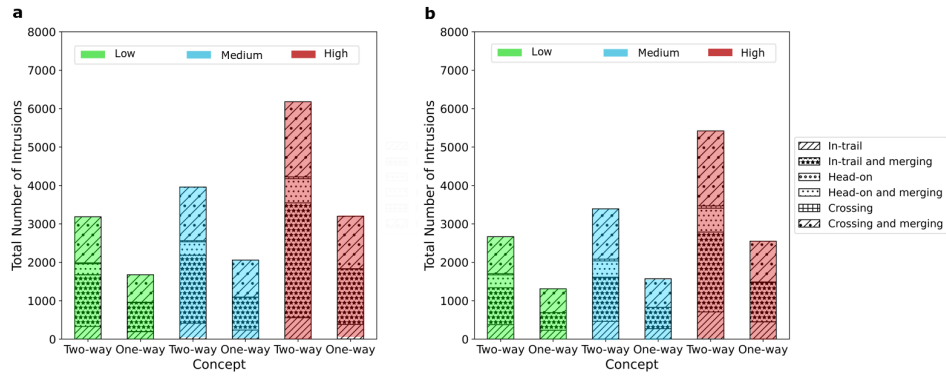 a
Total Number of Intrusions
8000
7000
6000
5000
4000
3000
2000
1000
0
Low Medium High
Two-way One-way Two-way One-way Two-way One-way
Concept
b
Total Number of Intrusions
8000
7000
6000
5000
4000
3000
2000
1000
0
Low Medium High
Two-way One-way Two-way One-way Two-way One-way
Concept
In-trail
In-trail and merging
Head-on
Head-on and merging
Crossing
Crossing and merging